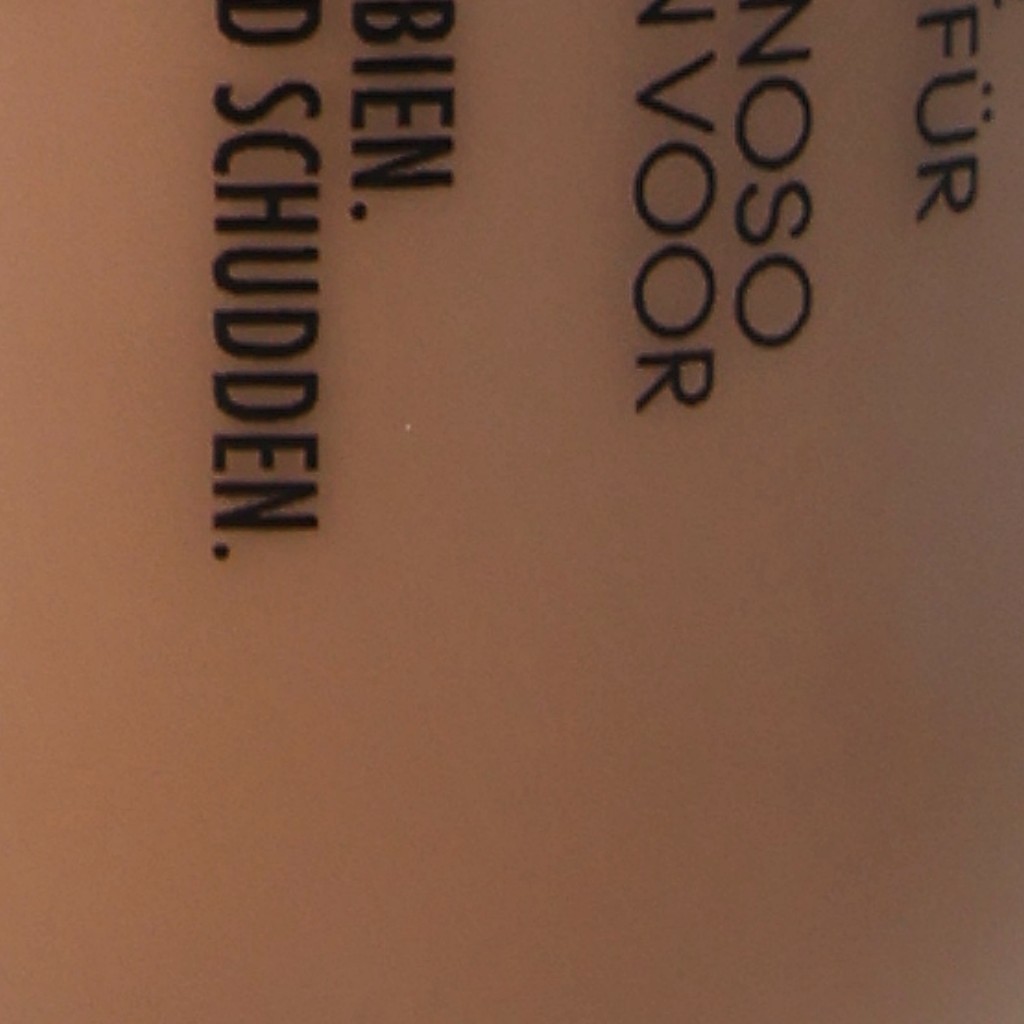 FÜR
NOSO
N VOOR
BIEN.
D SCHUDDEN.